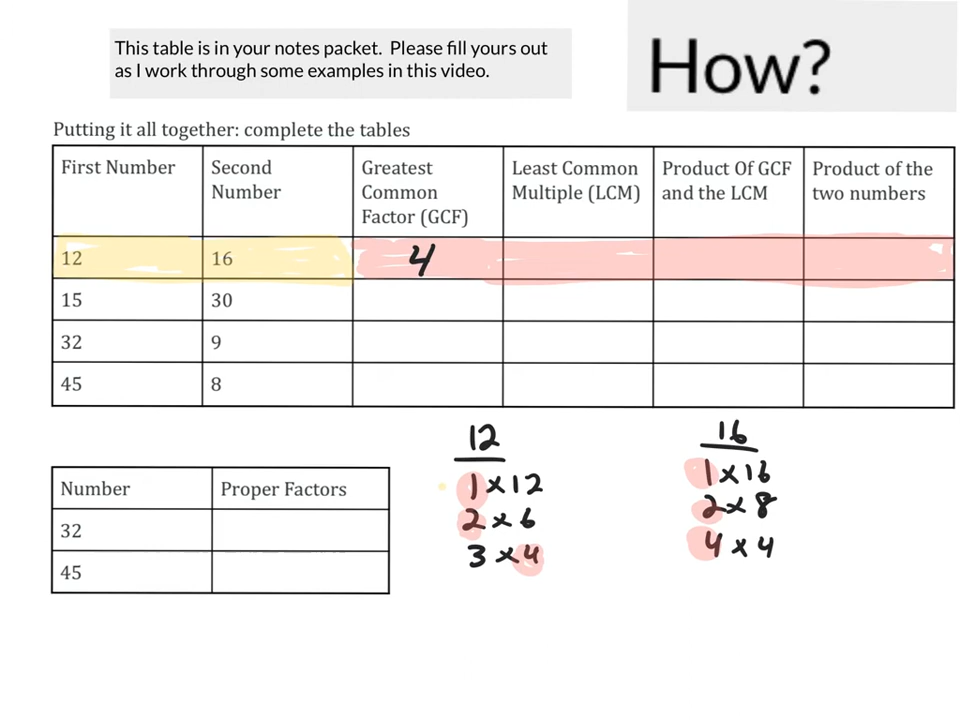 This table is in your notes packet.  Please fill yours out
as I work through some examples in this video.
How?
Putting it all together: complete the tables
First Number Second Number Greatest Common Factor (GCF) Least Common Multiple (LCM) Product Of GCF and the LCM Product of the two numbers
12 16 4
15 30
32 9
45 8
12 16
1 x 12 1 x 16
2 x 6 2 x 8
3 x 4 4 x 4
Number Proper Factors
32
45